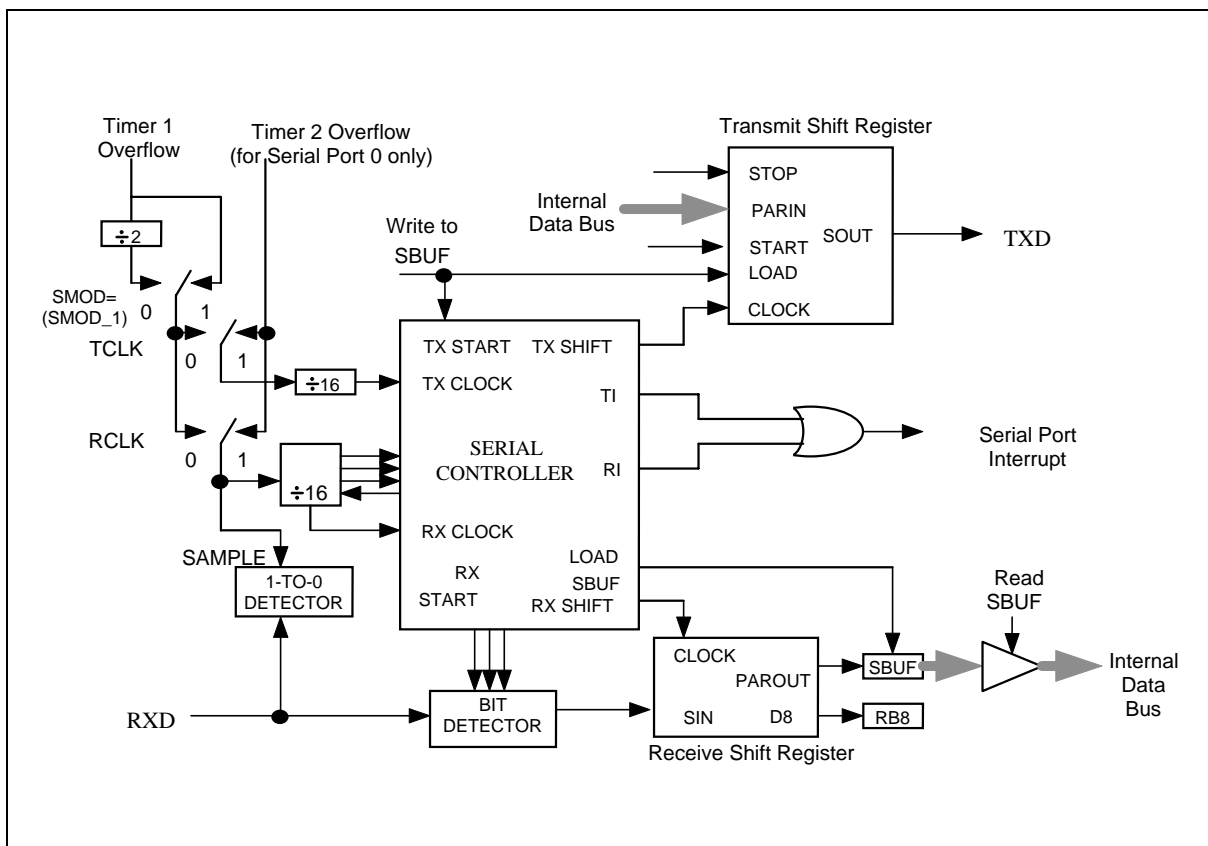 Timer 1
Overflow
Timer 2 Overflow
(for Serial Port 0 only)
Transmit Shift Register
÷2
SMOD=
(SMOD_1)
0
1
TCLK
0
1
÷16
RCLK
0
1
÷16
SAMPLE
1-TO-0
DETECTOR
RXD
Write to
SBUF
Internal
Data Bus
STOP
PARIN
SOUT
START
LOAD
CLOCK
TXD
TX START
TX SHIFT
TX CLOCK
TI
SERIAL
CONTROLLER
RI
RX CLOCK
LOAD
SBUF
RX
START
RX SHIFT
Serial Port
Interrupt
BIT
DETECTOR
CLOCK
PAROUT
SIN
D8
Receive Shift Register
SBUF
RB8
Read
SBUF
Internal
Data
Bus